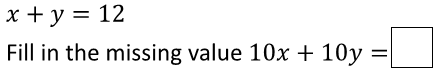 x + y = 12
Fill in the missing value 10x + 10y =